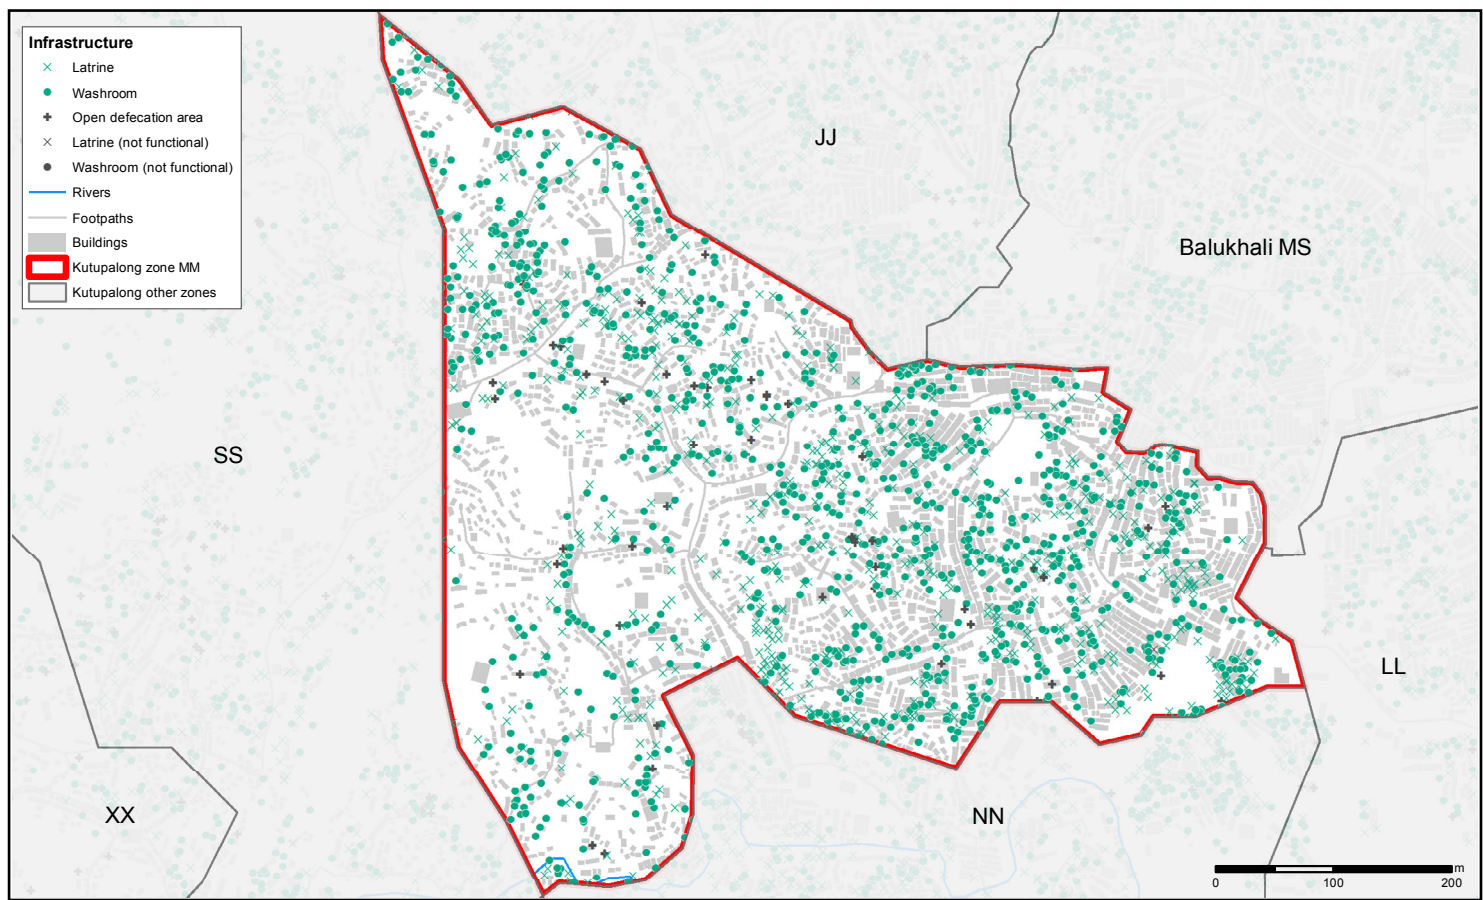 Infrastructure
Latrine
Washroom
Open defecation area
Latrine (not functional)
Washroom (not functional)
Rivers
Footpaths
Buildings
Kutupalong zone MM
Kutupalong other zones
JJ
Balukhali MS
SS
LL
XX
NN
m
0 100 200